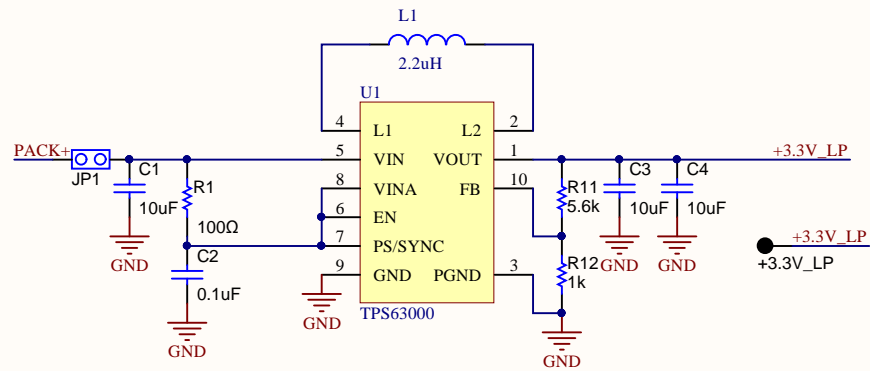 L1
2.2uH
U1
4 L1 L2 2
PACK+ 5 VIN VOUT 1 +3.3V_LP
JP1 C1 R1 8 VINA FB 10 R11 C3 C4
10uF 5.6k 10uF 10uF
6 EN
100Ω
7 PS/SYNC +3.3V_LP
GND C2 GND GND
9 GND PGND 3 R12 +3.3V_LP
0.1uF 1k
GND TPS63000
GND GND